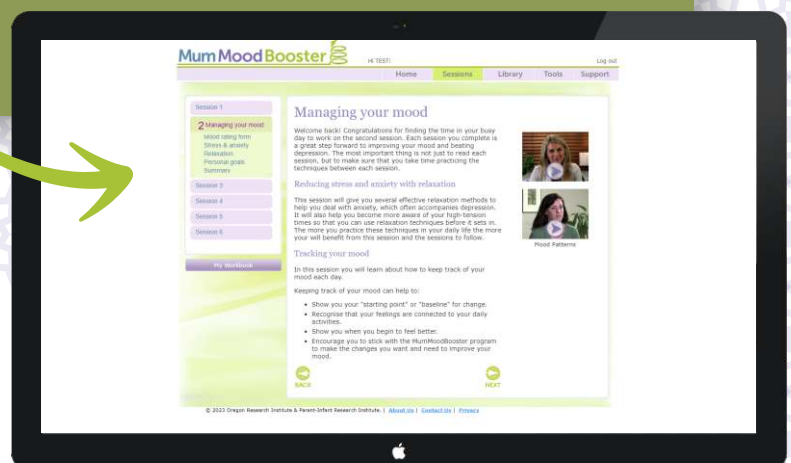 MumMoodBooster
Hi TEST!
Log out
Home Sessions Library Tools Support
Session 1
2 Managing your mood
Mood rating form
Stress & anxiety
Relaxation
Personal goals
Summary
Session 3
Session 4
Session 5
Session 6
My Workbook
Managing your mood
Welcome back! Congratulations for finding the time in your busy
day to work on the second session. Each session you complete is
a great step forward to improving your mood and beating
depression. The most important thing is not just to read each
session, but to make sure that you take time practicing the
techniques between each session.
Reducing stress and anxiety with relaxation
This session will give you several effective relaxation methods to
help you deal with anxiety, which often accompanies depression.
It will also help you become more aware of your high-tension
times so that you can use relaxation techniques before it sets in.
The more you practice these techniques in your daily life the more
your will benefit from this session and the sessions to follow.
Tracking your mood
In this session you will learn about how to keep track of your
mood each day.
Keeping track of your mood can help to:
• Show you your "starting point" or "baseline" for change.
• Recognise that your feelings are connected to your daily
activities.
• Show you when you begin to feel better.
• Encourage you to stick with the MumMoodBooster program
to make the changes you want and need to improve your
mood.
Mood Patterns
BACK
NEXT
© 2023 Oregon Research Institute & Parent-Infant Research Institute. | About Us | Contact Us | Privacy